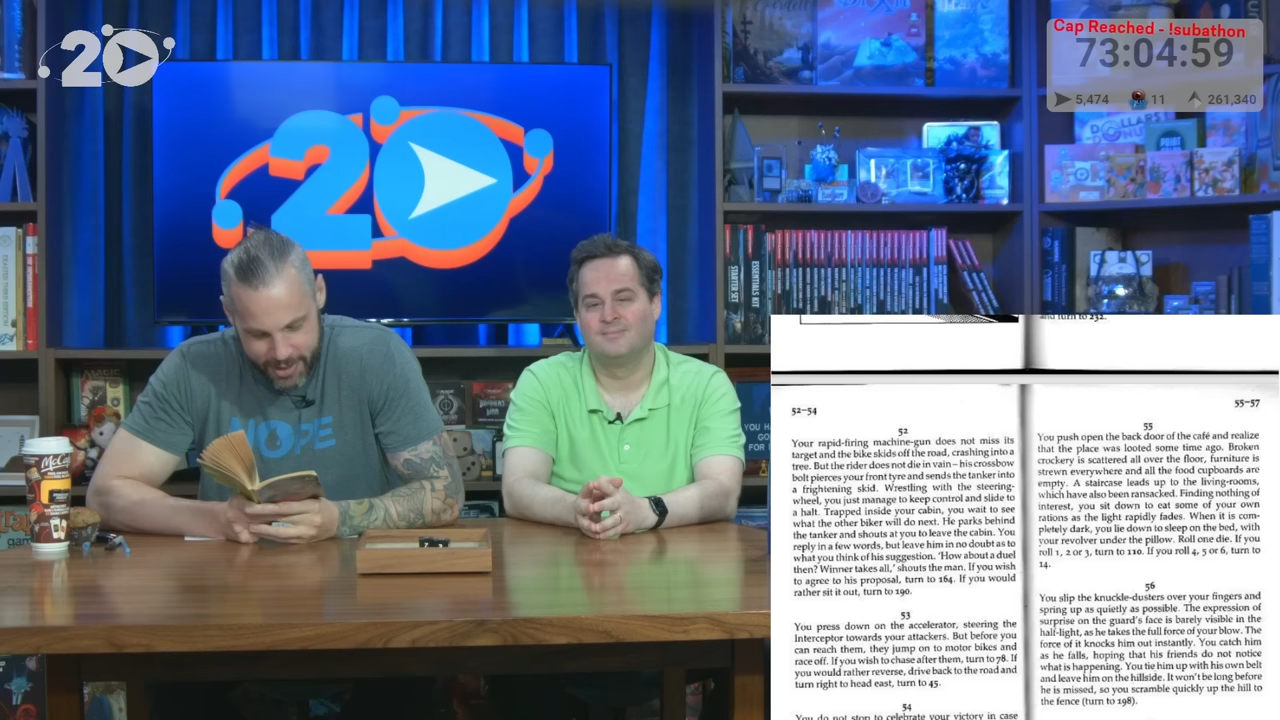 20
Cap Reached - !subathon
73:04:59
5,474
11
261,340
20
DOLLARS
STARTER SET
ESSENTIALS KIT
MAGIC
NOPE
McCafé
YOU H
GO
FOR
and turn to 232.
52–54
52
Your rapid-firing machine-gun does not miss its
target and the bike skids off the road, crashing into a
tree. But the rider does not die in vain – his crossbow
bolt pierces your front tyre and sends the tanker into
a frightening skid. Wrestling with the steering-
wheel, you just manage to keep control and slide to
a halt. Trapped inside your cabin, you wait to see
what the other biker will do next. He parks behind
the tanker and shouts at you to leave the cabin. You
reply in a few words, but leave him in no doubt as to
what you think of his suggestion. ‘How about a duel
then? Winner takes all,’ shouts the man. If you wish
to agree to his proposal, turn to 164. If you would
rather sit it out, turn to 190.
53
You press down on the accelerator, steering the
Interceptor towards your attackers. But before you
can reach them, they jump on to motor bikes and
race off. If you wish to chase after them, turn to 78. If
you would rather reverse, drive back to the road and
turn right to head east, turn to 45.
54
You do not stop to celebrate your victory in case
55–57
55
You push open the back door of the café and realize
that the place was looted some time ago. Broken
crockery is scattered all over the floor, furniture is
strewn everywhere and all the food cupboards are
empty. A staircase leads up to the living-rooms,
which have also been ransacked. Finding nothing of
interest, you sit down to eat some of your own
rations as the light rapidly fades. When it is com-
pletely dark, you lie down to sleep on the bed, with
your revolver under the pillow. Roll one die. If you
roll 1, 2 or 3, turn to 110. If you roll 4, 5 or 6, turn to
14.
56
You slip the knuckle-dusters over your fingers and
spring up as quietly as possible. The expression of
surprise on the guard’s face is barely visible in the
half-light, as he takes the full force of your blow. The
force of it knocks him out instantly. You catch him
as he falls, hoping that his friends do not notice
what is happening. You tie him up with his own belt
and leave him on the hillside. It won’t be long before
he is missed, so you scramble quickly up the hill to
the fence (turn to 198).